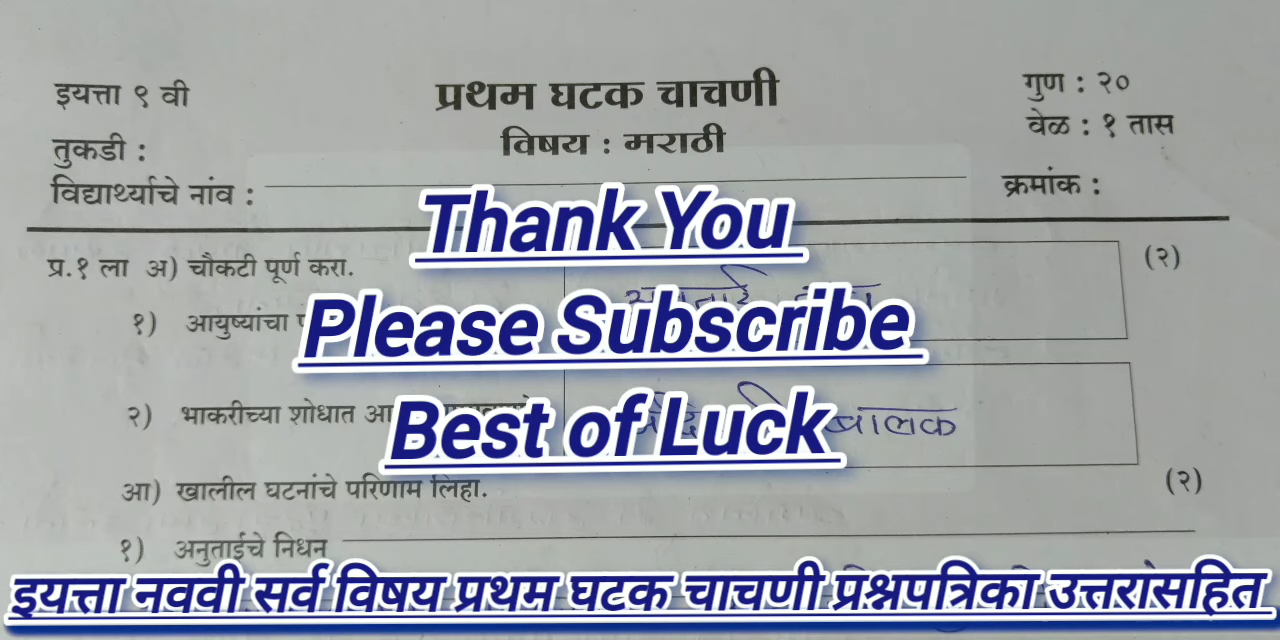 इयत्ता ९ वी
प्रथम घटक चाचणी
गुण : २०
विषय : मराठी
वेळ : १ तास
तुकडी :
विद्यार्थ्याचे नांव :
क्रमांक :
Thank You
प्र.१ ला अ) चौकटी पूर्ण करा.
(२)
१) आयुष्यांचा
Please Subscribe
२) भाकरीच्या शोधात
बालक
Best of Luck
आ) खालील घटनांचे परिणाम लिहा.
(२)
१) अनुताईचे निधन
इयत्ता नववी सर्व विषय प्रथम घटक चाचणी प्रश्नपत्रिका उत्तरासहित